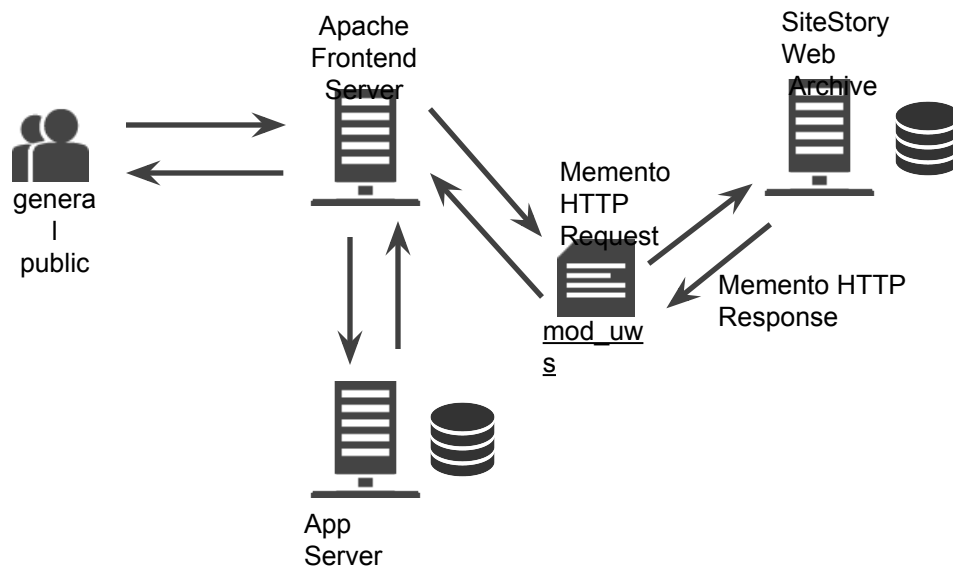 Apache
Frontend
Server
SiteStory
Web
Archive
genera
l
public
Memento
HTTP
Request
Memento HTTP
Response
mod_uw
s
App
Server